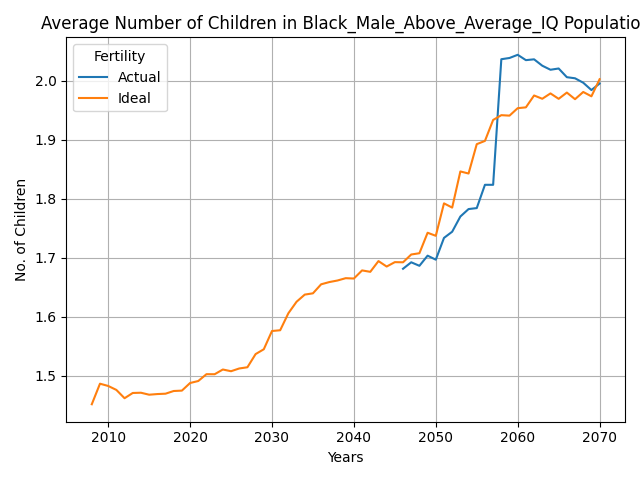 Average Number of Children in Black_Male_Above_Average_IQ Populatio
Fertility
Actual
Ideal
No. of Children
2.0
1.9
1.8
1.7
1.6
1.5
2010 2020 2030 2040 2050 2060 2070
Years